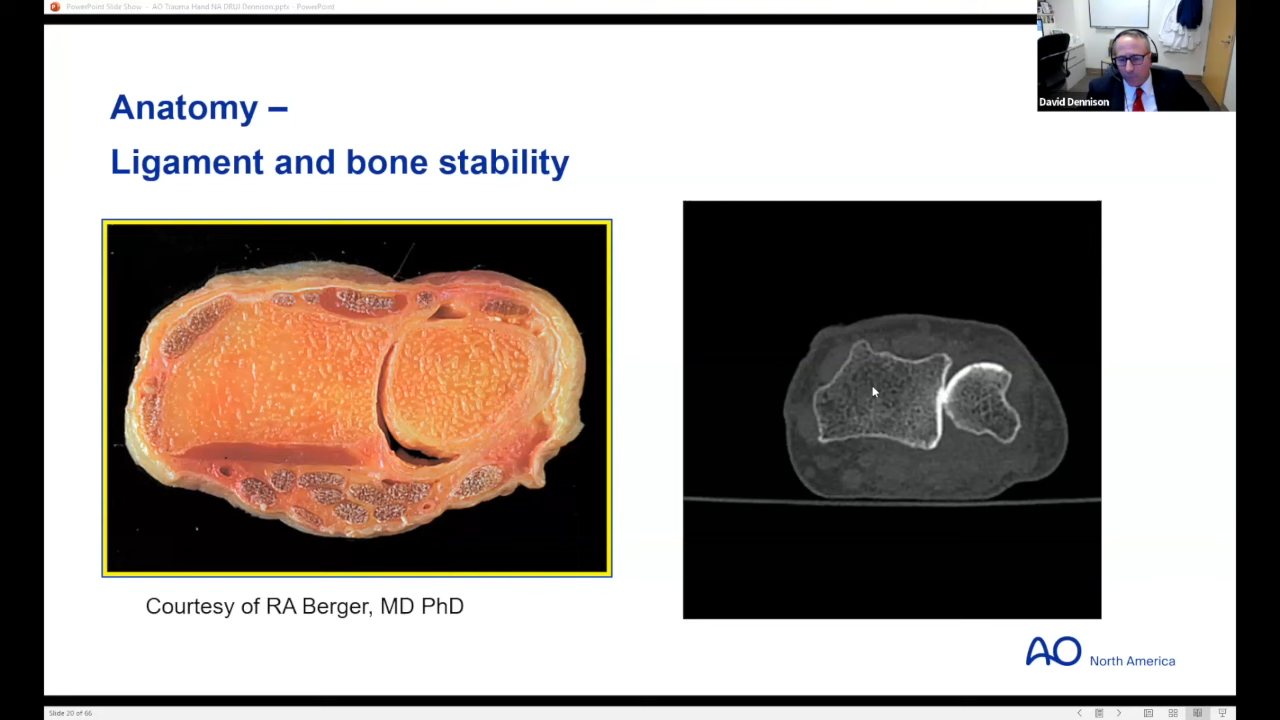 PowerPoint Slide Show - AO Trauma Hand NA DRUJ Dennison.pptx - PowerPoint
David Dennison
Anatomy –
Ligament and bone stability
Courtesy of RA Berger, MD PhD
AO North America
Slide 20 of 66